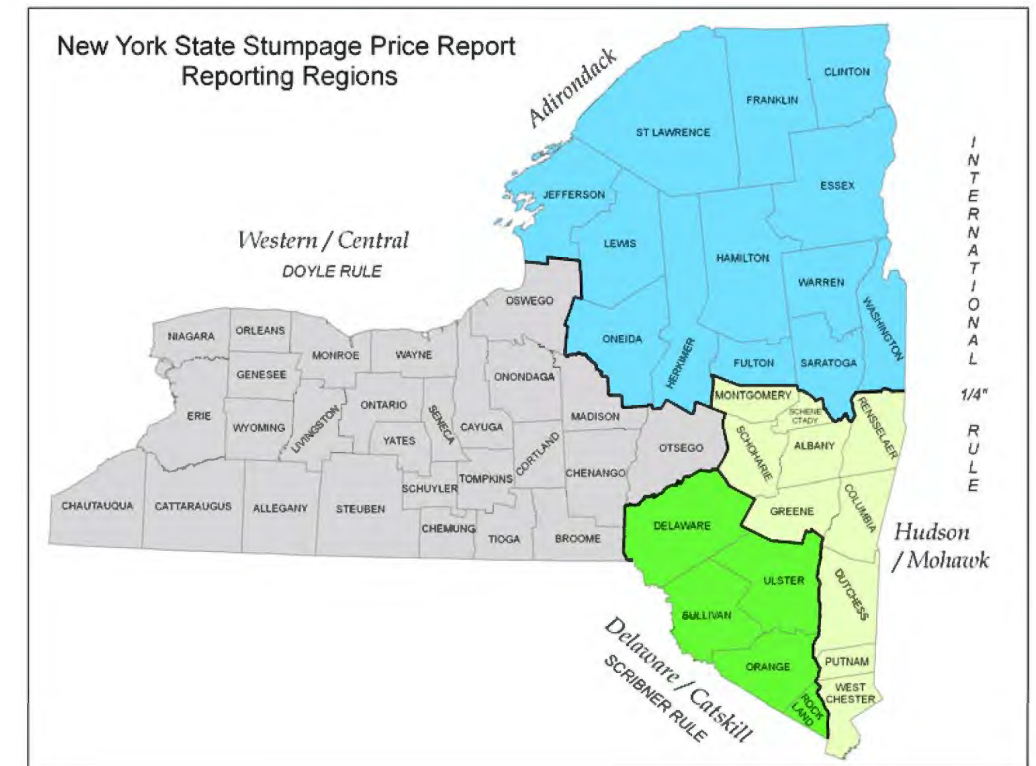 New York State Stumpage Price Report
Reporting Regions
Adirondack
CLINTON
FRANKLIN
ST LAWRENCE
ESSEX
JEFFERSON
LEWIS
HAMILTON
WARREN
WASHINGTON
ONEIDA
HERKIMER
FULTON
SARATOGA
INTERNATIONAL 1/4" RULE
Western / Central
DOYLE RULE
OSWEGO
NIAGARA
ORLEANS
MONROE
WAYNE
GENESEE
ONONDAGA
ERIE
WYOMING
LIVINGSTON
ONTARIO
YATES
SENECA
CAYUGA
MADISON
CORTLAND
OTSEGO
CHENANGO
TOMPKINS
SCHUYLER
CHAUTAUQUA
CATTARAUGUS
ALLEGANY
STEUBEN
CHEMUNG
TIOGA
BROOME
MONTGOMERY
SCHENE
CTADY
RENSSELAER
SCHOHARIE
ALBANY
GREENE
COLUMBIA
Hudson
/ Mohawk
DUTCHESS
PUTNAM
WEST
CHESTER
DELAWARE
ULSTER
SULLIVAN
ORANGE
ROCK
LAND
Delaware / Catskill
SCRIBNER RULE